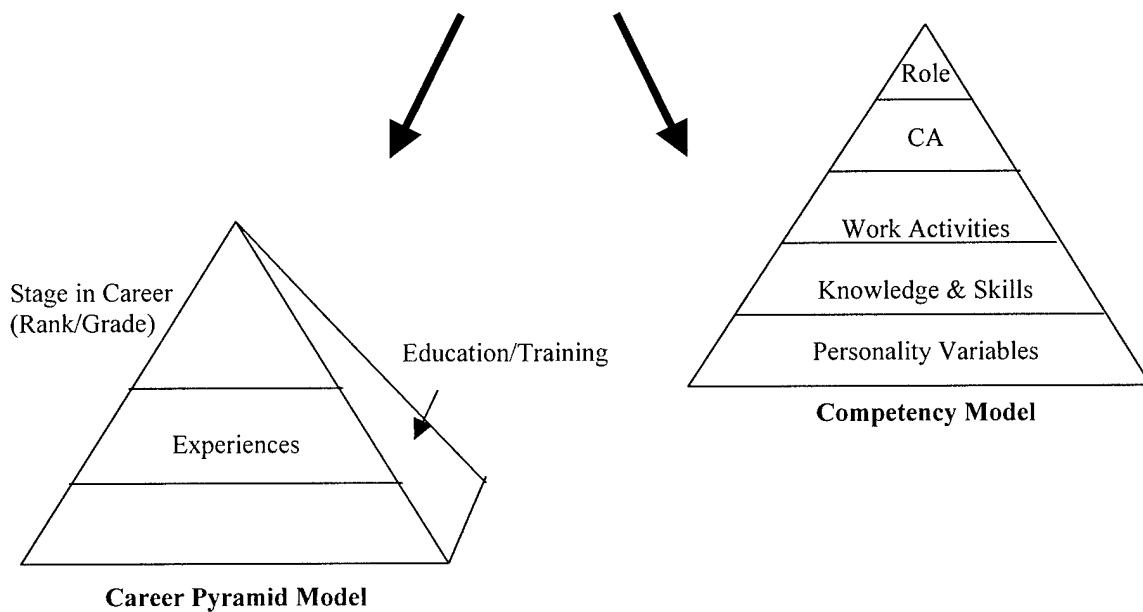 Role
CA
Work Activities
Knowledge & Skills
Personality Variables
Competency Model
Stage in Career
(Rank/Grade)
Education/Training
Experiences
Career Pyramid Model